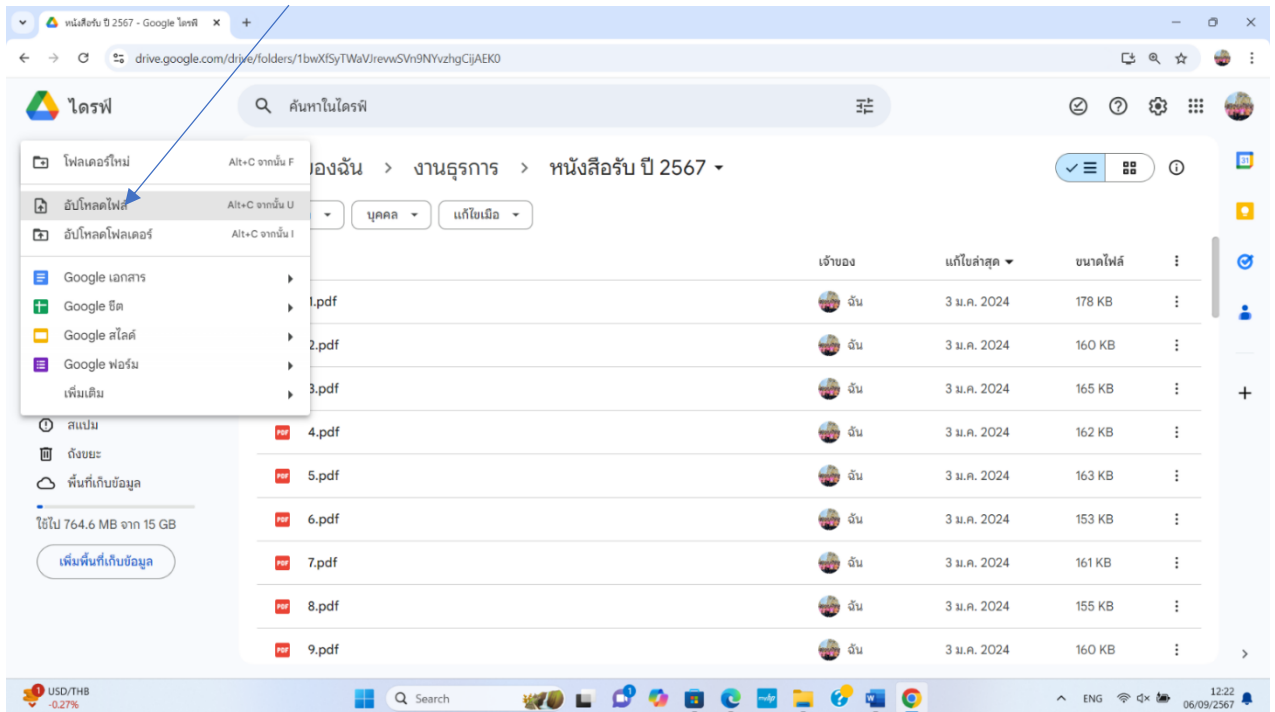 หนังสือรับ ปี 2567 - Google ไดรฟ์
drive.google.com/drive/folders/1bwXfSyTWaVJrevwSVn9NYvzhgCijAEK0
ไดรฟ์
ค้นหาในไดรฟ์
โฟลเดอร์ใหม่ Alt+C จากนั้น F
อัปโหลดไฟล์ Alt+C จากนั้น U
อัปโหลดโฟลเดอร์ Alt+C จากนั้น I
Google เอกสาร
Google ชีต
Google สไลด์
Google ฟอร์ม
เพิ่มเติม
สแปม
ถังขยะ
พื้นที่เก็บข้อมูล
ใช้ไป 764.6 MB จาก 15 GB
เพิ่มพื้นที่เก็บข้อมูล
ของฉัน > งานธุรการ > หนังสือรับ ปี 2567
บุคคล แก้ไขเมื่อ
เจ้าของ แก้ไขล่าสุด ขนาดไฟล์
1.pdf ฉัน 3 ม.ค. 2024 178 KB
2.pdf ฉัน 3 ม.ค. 2024 160 KB
3.pdf ฉัน 3 ม.ค. 2024 165 KB
PDF 4.pdf ฉัน 3 ม.ค. 2024 162 KB
PDF 5.pdf ฉัน 3 ม.ค. 2024 163 KB
PDF 6.pdf ฉัน 3 ม.ค. 2024 153 KB
PDF 7.pdf ฉัน 3 ม.ค. 2024 161 KB
PDF 8.pdf ฉัน 3 ม.ค. 2024 155 KB
PDF 9.pdf ฉัน 3 ม.ค. 2024 160 KB
31
1
USD/THB
-0.27%
Search
ENG
12:22
06/09/2567